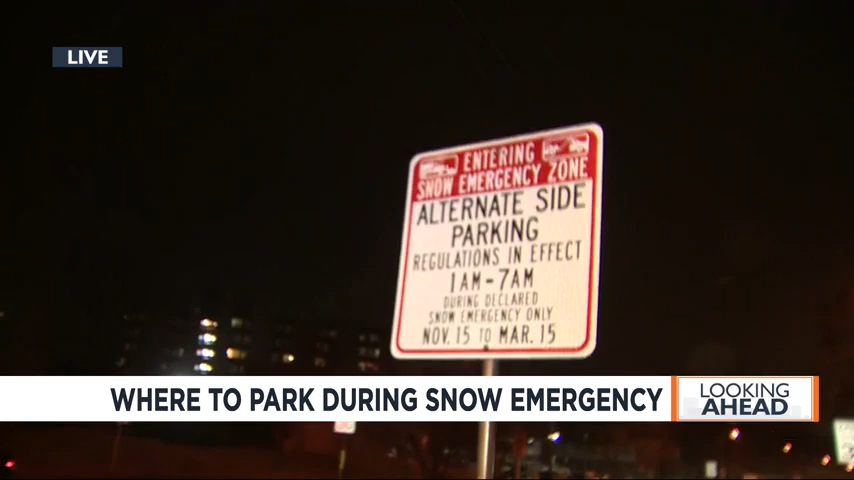 LIVE
ENTERING
SNOW EMERGENCY ZONE
ALTERNATE SIDE
PARKING
REGULATIONS IN EFFECT
1AM-7AM
DURING DECLARED
SNOW EMERGENCY ONLY
NOV. 15 TO MAR. 15
WHERE TO PARK DURING SNOW EMERGENCY
LOOKING
AHEAD